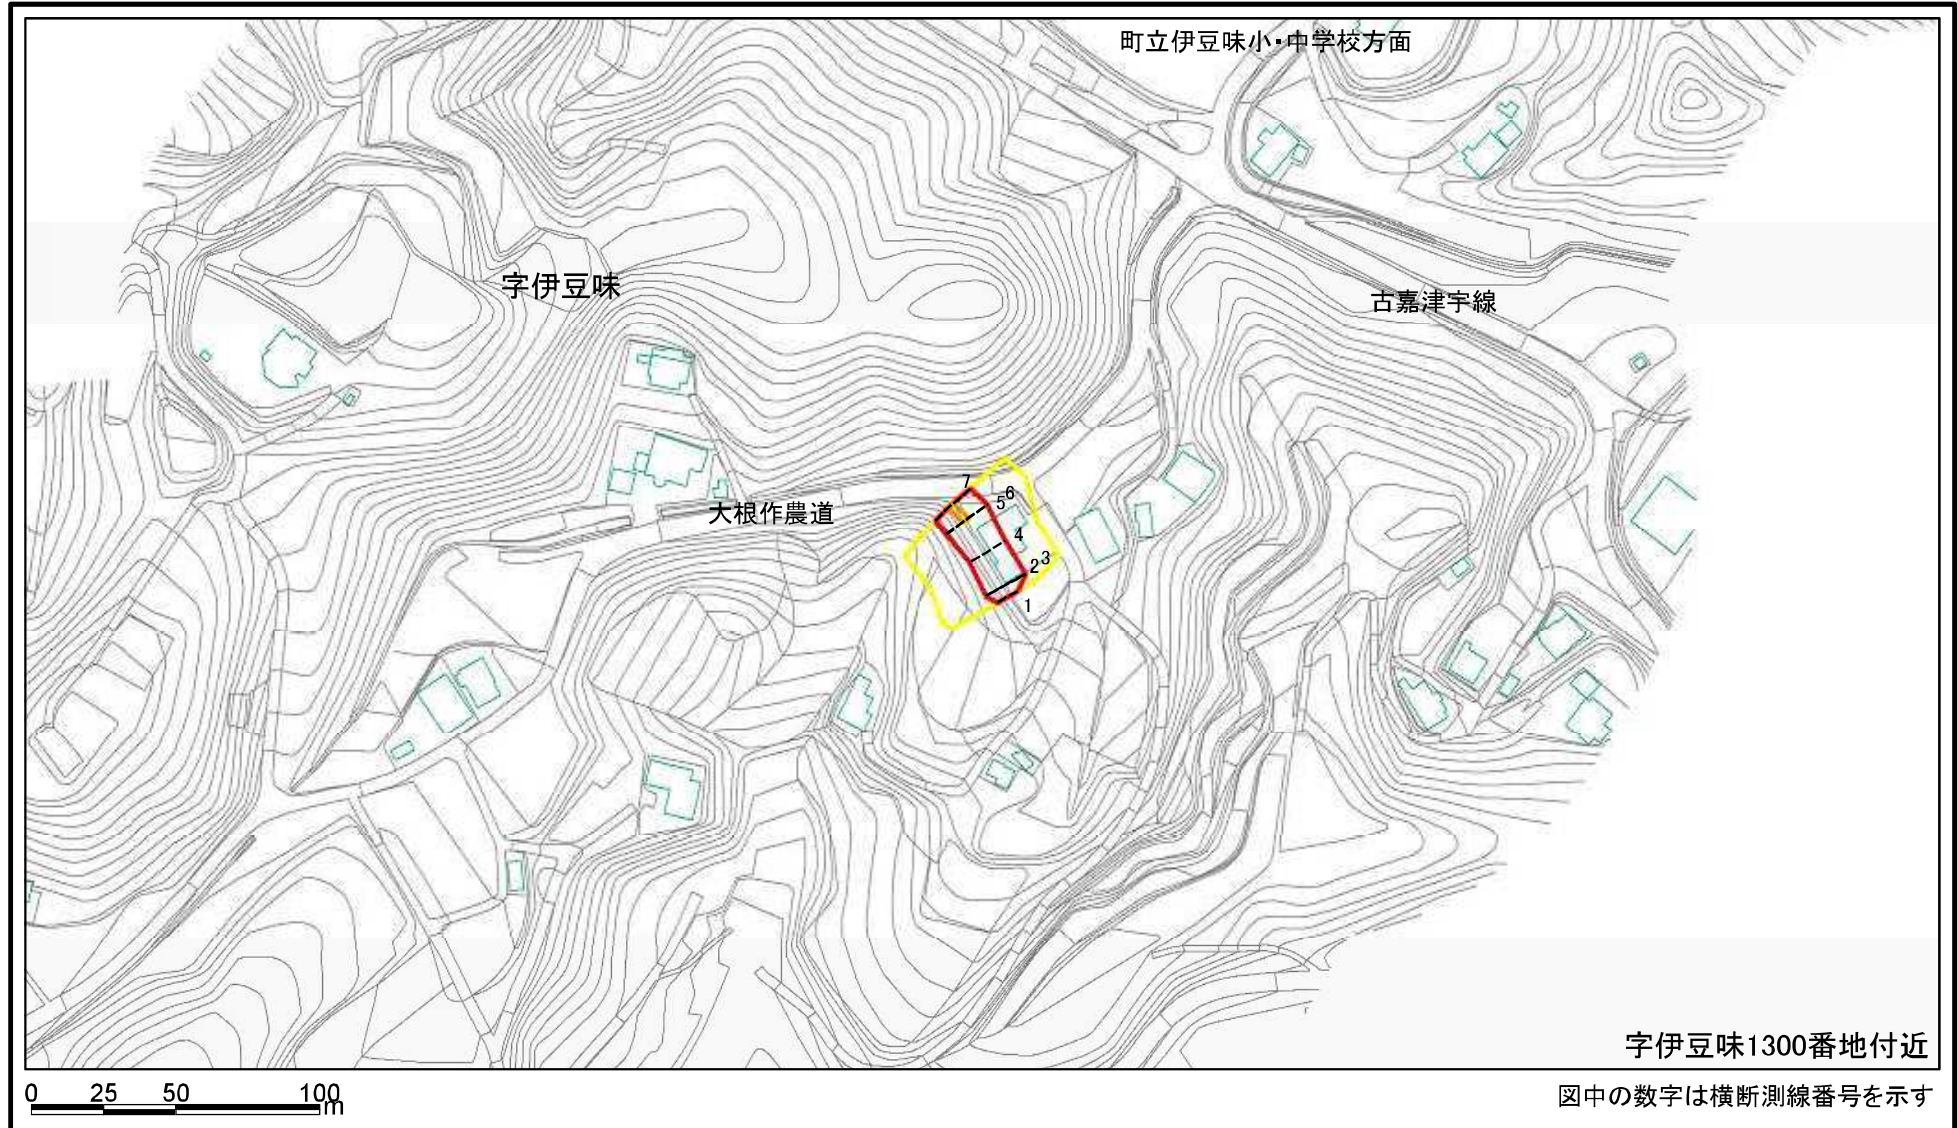 町立伊豆味小・中学校方面
字伊豆味
古嘉津宇線
大根作農道
7
6
5
4
3
2
1
字伊豆味1300番地付近
0 25 50 100
m
図中の数字は横断測線番号を示す